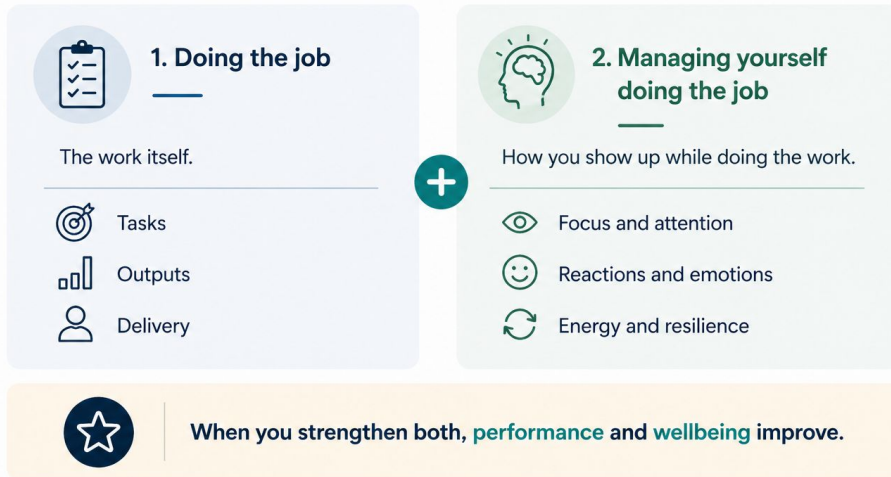 1. Doing the job
The work itself.
Tasks
Outputs
Delivery
2. Managing yourself
doing the job
How you show up while doing the work.
Focus and attention
Reactions and emotions
Energy and resilience
When you strengthen both, performance and wellbeing improve.